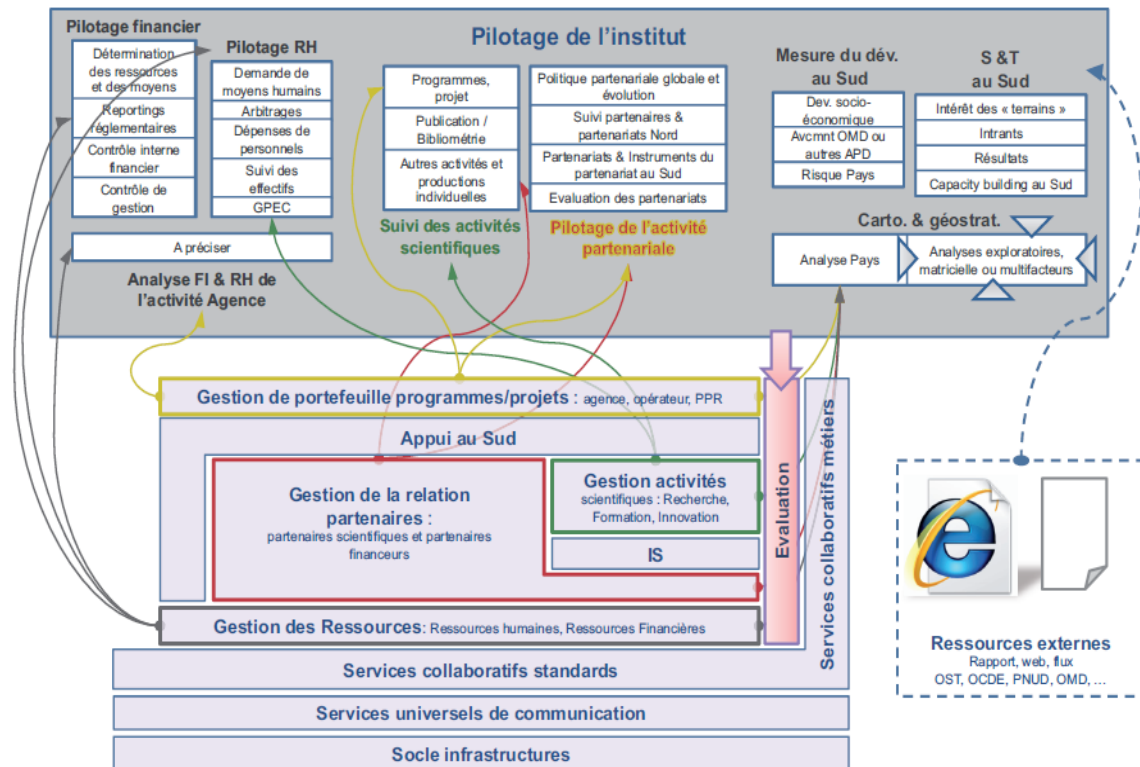 Pilotage de l'institut
Pilotage financier
Détermination
des ressources
et des moyens
Reportings
réglementaires
Contrôle interne
financier
Contrôle de
gestion
Pilotage RH
Demande de
moyens humains
Arbitrages
Dépenses de
personnels
Suivi des
effectifs
GPEC
A préciser
Analyse FI & RH de
l'activité Agence
Programmes,
projet
Publication /
Bibliométrie
Autres activités et
productions
individuelles
Suivi des activités
scientifiques
Politique partenariale globale et
évolution
Suivi partenaires &
partenariats Nord
Partenariats & Instruments du
partenariat au Sud
Evaluation des partenariats
Pilotage de l'activité
partenariale
Mesure du dév.
au Sud
Dev. socio-
économique
Avcmnt OMD ou
autres APD
Risque Pays
S & T
au Sud
Intérêt des « terrains »
Intrants
Résultats
Capacity building au Sud
Carto. & géostrat.
Analyse Pays
Analyses exploratoires,
matricielle ou multifacteurs
Gestion de portefeuille programmes/projets : agence, opérateur, PPR
Appui au Sud
Gestion de la relation
partenaires :
partenaires scientifiques et partenaires
financeurs
Gestion activités
scientifiques : Recherche,
Formation, Innovation
IS
Evaluation
Services collaboratifs métiers
Gestion des Ressources: Ressources humaines, Ressources Financières
Services collaboratifs standards
Services universels de communication
Socle infrastructures
Ressources externes
Rapport, web, flux
OST, OCDE, PNUD, OMD, ...